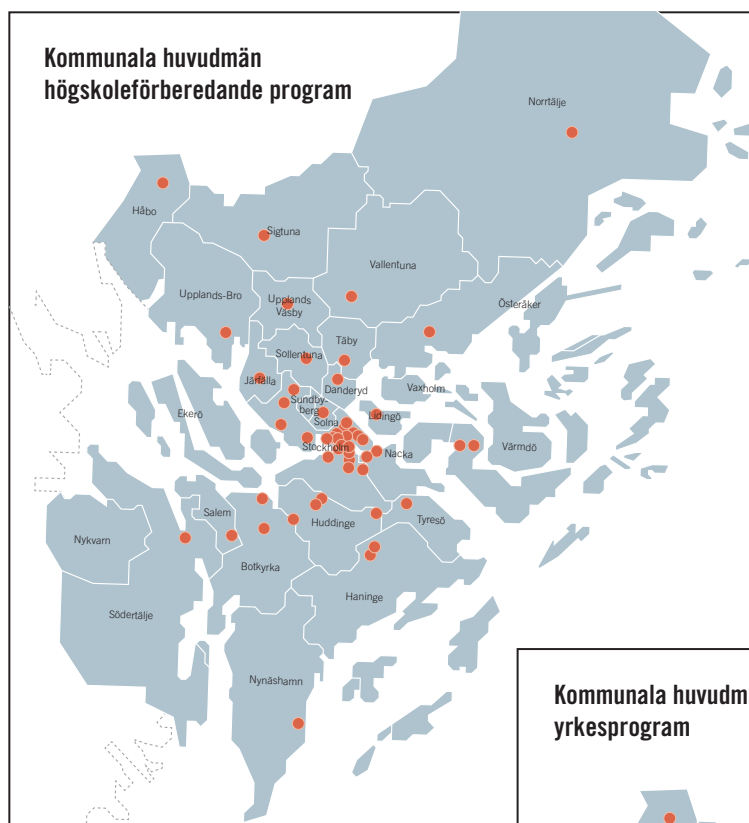 Kommunala huvudmän
högskoleförberedande program
Norrtälje
Håbo
Sigtuna
Vallentuna
Upplands-Bro
Upplands
Väsby
Österåker
Täby
Sollentuna
Järfälla
Danderyd
Vaxholm
Sundby-
berg
Ekerö
Lidingö
Solna
Stockholm
Nacka
Värmdö
Salem
Huddinge
Tyresö
Nykvarn
Botkyrka
Haninge
Södertälje
Nynäshamn
Kommunala huvudm
yrkesprogram